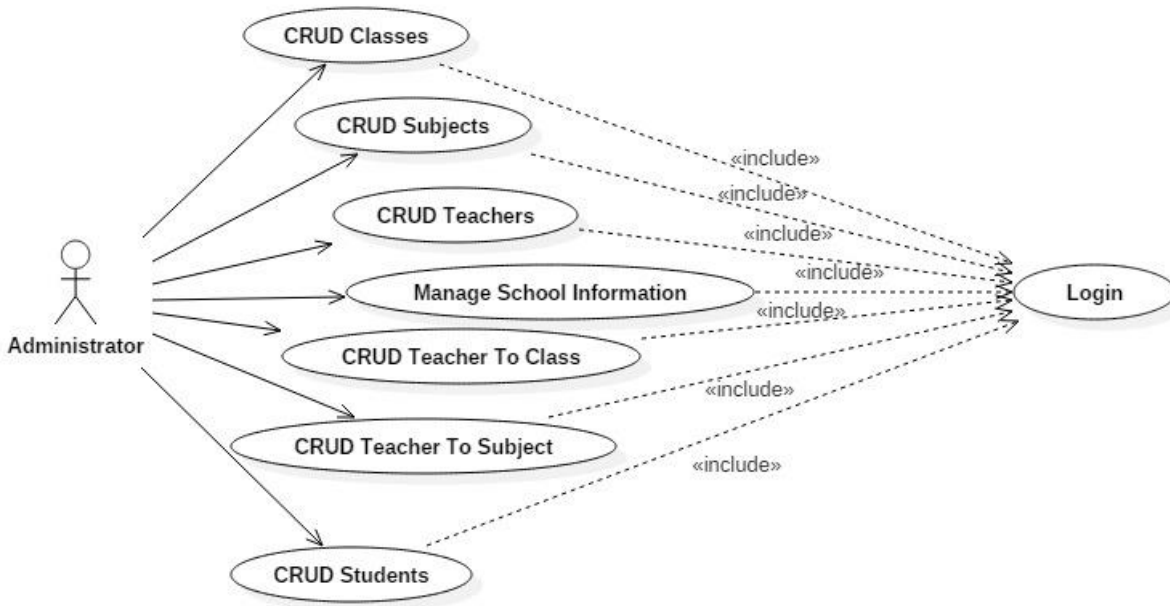 CRUD Classes
CRUD Subjects
«include»
«include»
CRUD Teachers
«include»
«include»
Manage School Information
Login
«include»
Administrator
CRUD Teacher To Class
«include»
CRUD Teacher To Subject
«include»
CRUD Students